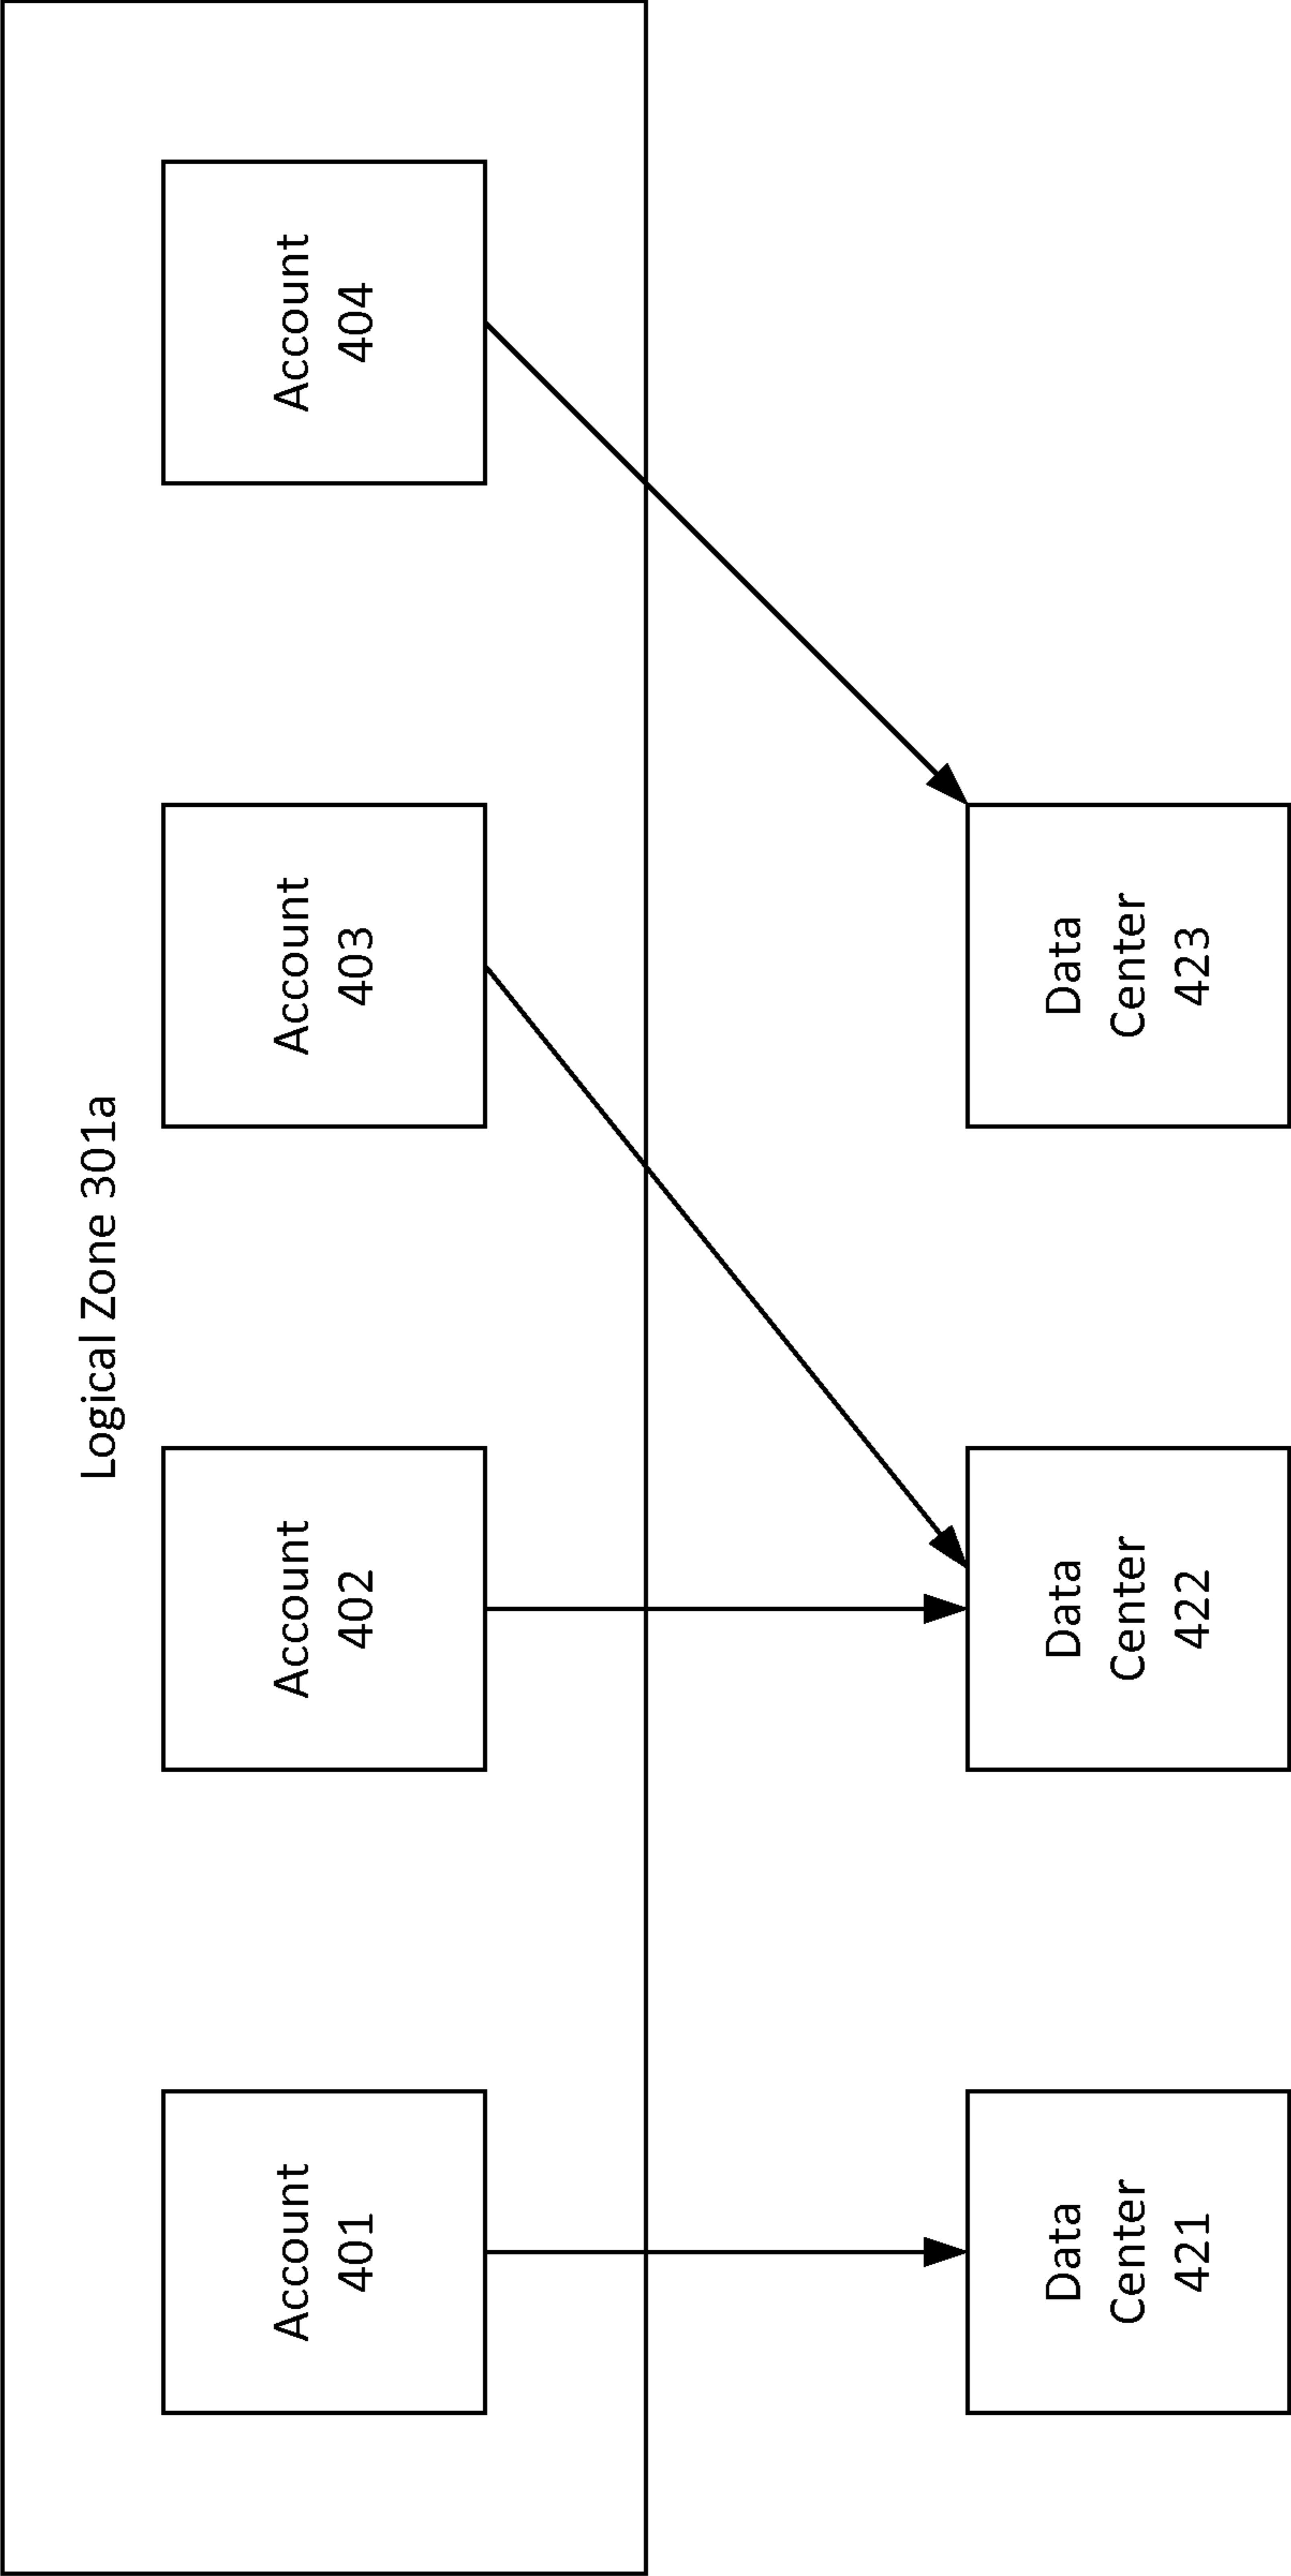 Logical Zone 301a
Account
401
Account
402
Account
403
Account
404
Data
Center
421
Data
Center
422
Data
Center
423